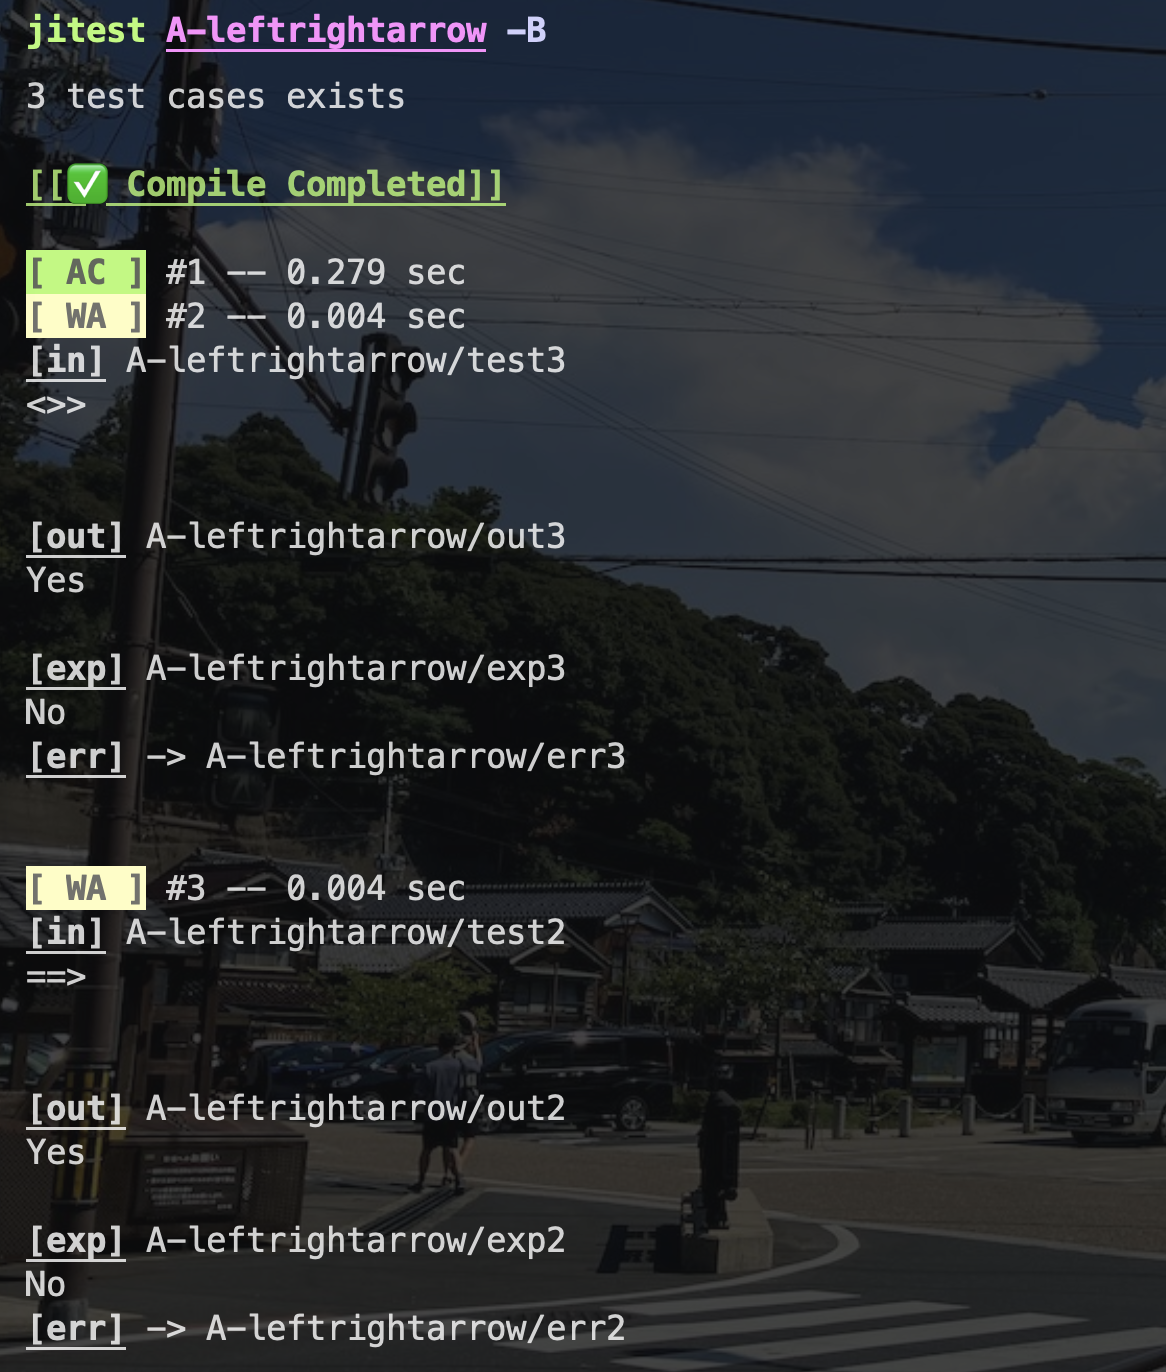 jitest A-leftrightarrow -B
3 test cases exists
[[✅ Compile Completed]]
[ AC ] #1 -- 0.279 sec
[ WA ] #2 -- 0.004 sec
[in] A-leftrightarrow/test3
<>>
[out] A-leftrightarrow/out3
Yes
[exp] A-leftrightarrow/exp3
No
[err] -> A-leftrightarrow/err3
[ WA ] #3 -- 0.004 sec
[in] A-leftrightarrow/test2
==>
[out] A-leftrightarrow/out2
Yes
[exp] A-leftrightarrow/exp2
No
[err] -> A-leftrightarrow/err2